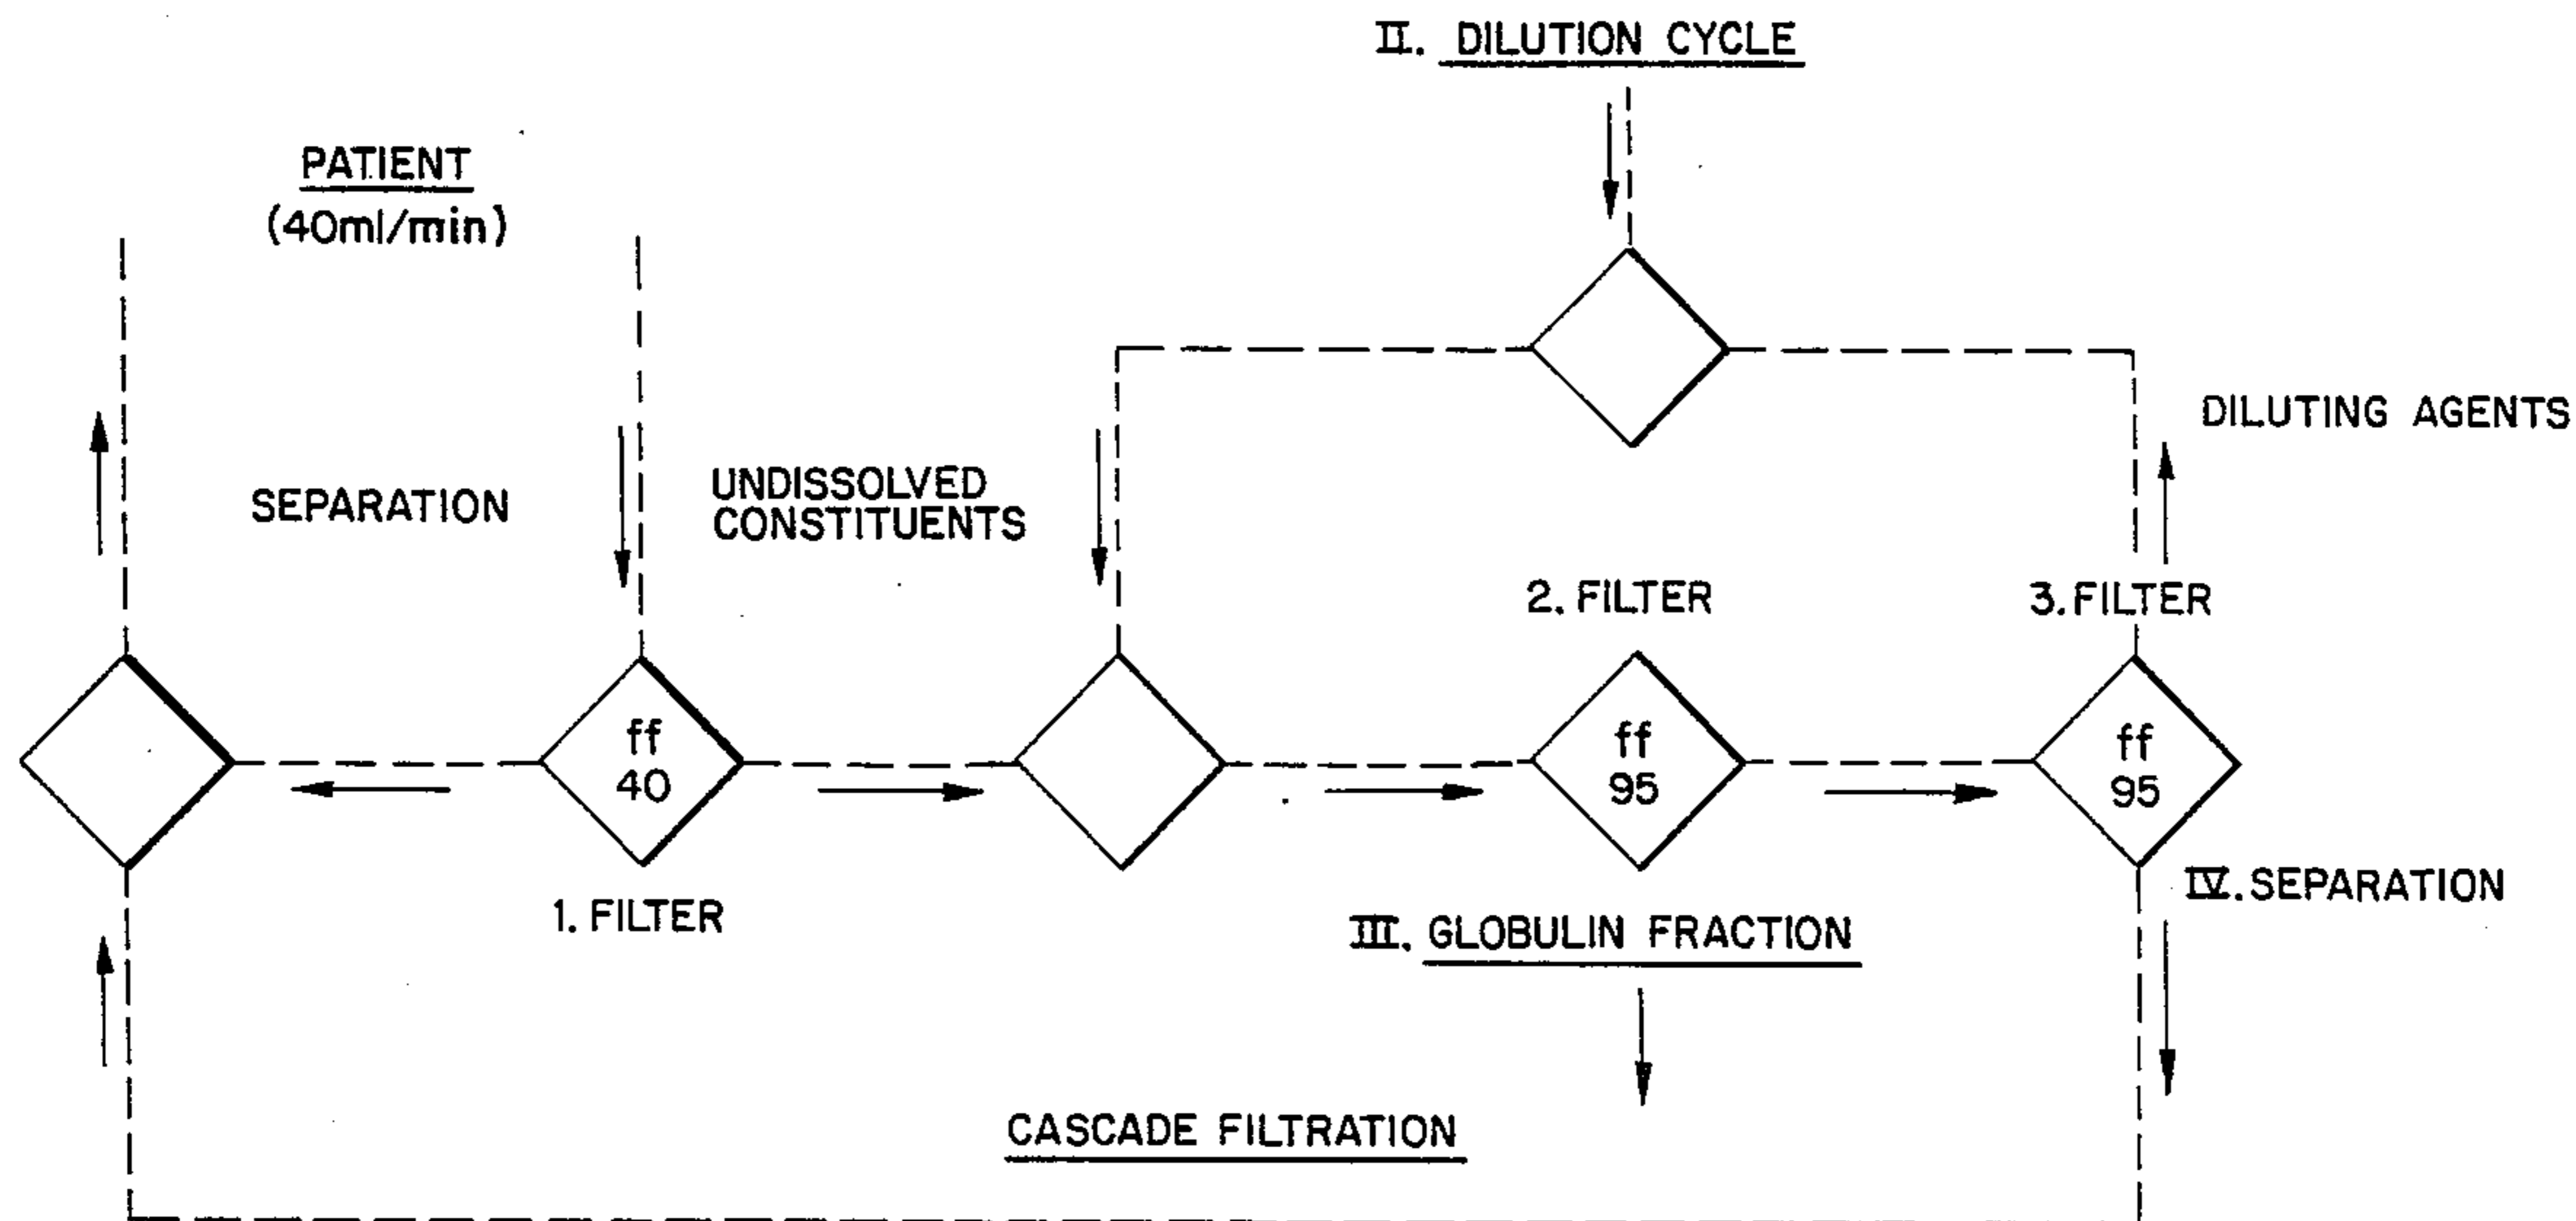 II. DILUTION CYCLE
PATIENT
(40ml/min)
DILUTING AGENTS
SEPARATION
UNDISSOLVED
CONSTITUENTS
2. FILTER
3. FILTER
ff
40
ff
95
ff
95
1. FILTER
IV. SEPARATION
III. GLOBULIN FRACTION
CASCADE FILTRATION